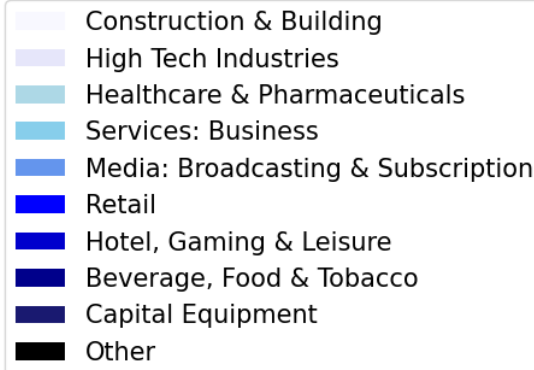 Construction & Building
High Tech Industries
Healthcare & Pharmaceuticals
Services: Business
Media: Broadcasting & Subscription
Retail
Hotel, Gaming & Leisure
Beverage, Food & Tobacco
Capital Equipment
Other